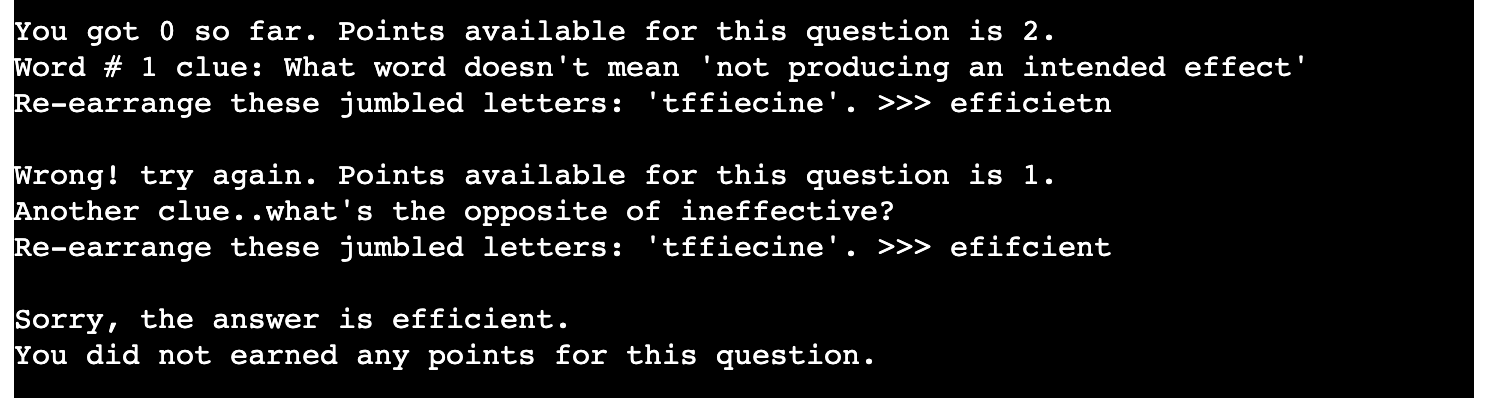 You got 0 so far. Points available for this question is 2.
Word # 1 clue: What word doesn't mean 'not producing an intended effect'
Re-earrange these jumbled letters: 'tffiecine'. >>> efficietn
Wrong! try again. Points available for this question is 1.
Another clue..what's the opposite of ineffective?
Re-earrange these jumbled letters: 'tffiecine'. >>> efifcient
Sorry, the answer is efficient.
You did not earned any points for this question.